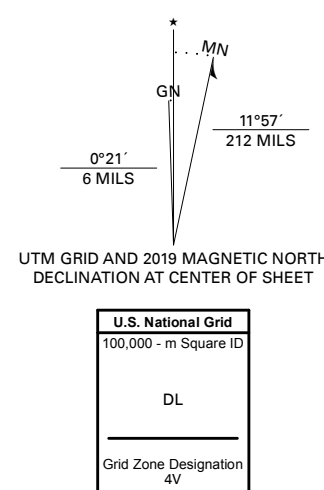 ★
MN
GN
11°57´
212 MILS
0°21´
6 MILS
UTM GRID AND 2019 MAGNETIC NORTH
DECLINATION AT CENTER OF SHEET
U.S. National Grid
100,000 - m Square ID
DL
Grid Zone Designation
4V